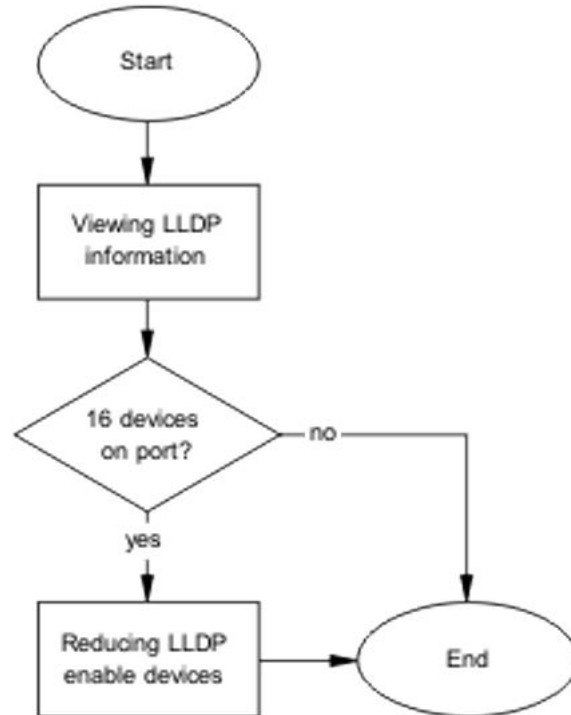 Start
Viewing LLDP
information
16 devices
on port?
no
yes
Reducing LLDP
enable devices
End